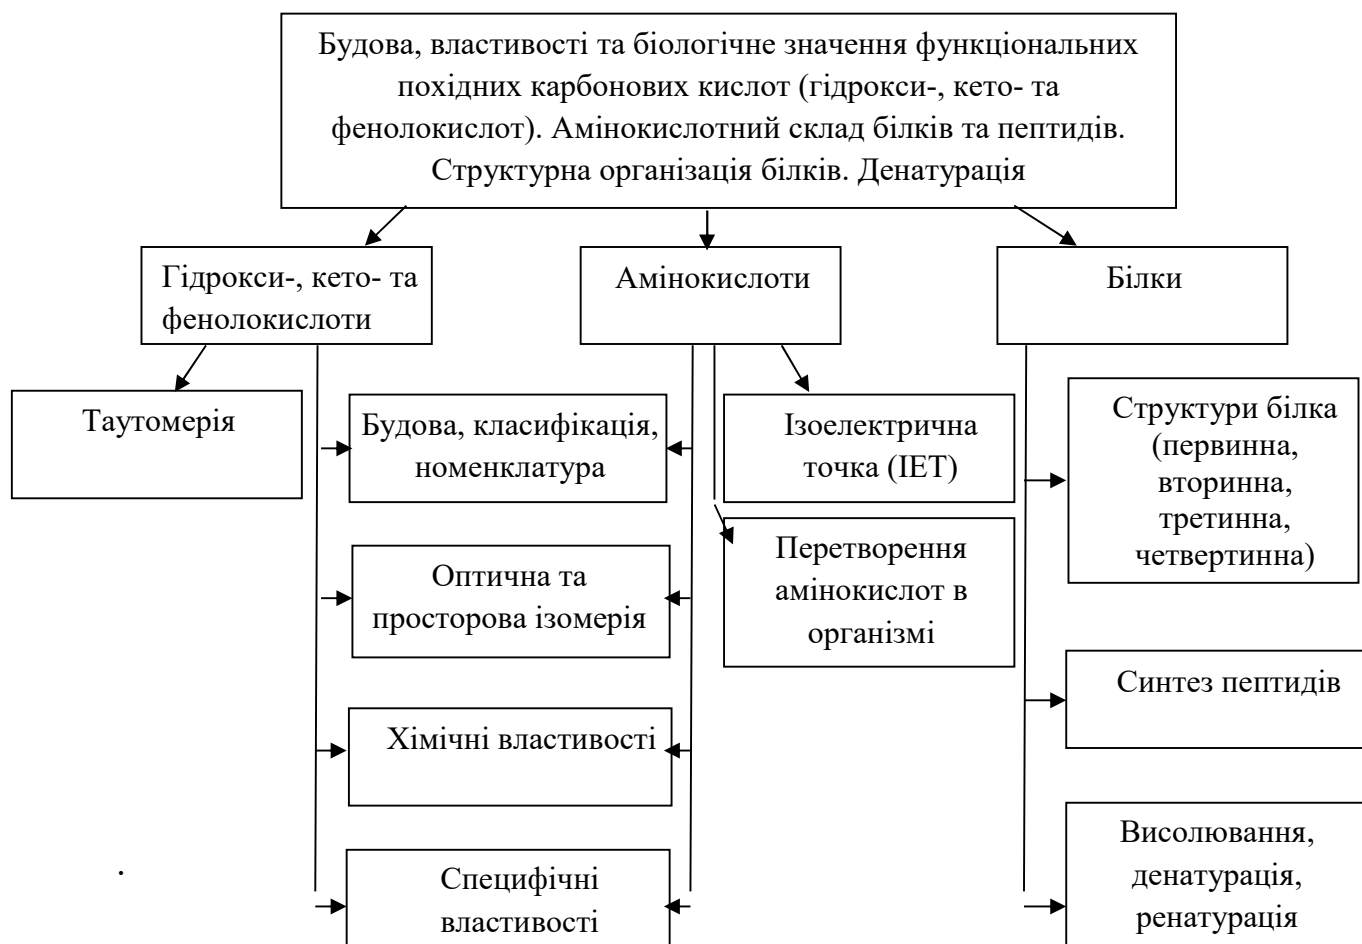 Будова, властивості та біологічне значення функціональних
похідних карбонових кислот (гідрокси-, кето- та
фенолокислот). Амінокислотний склад білків та пептидів.
Структурна організація білків. Денатурація
Гідрокси-, кето- та
фенолокислоти
Амінокислоти
Білки
Таутомерія
Будова, класифікація,
номенклатура
Ізоелектрична
точка (ІЕТ)
Структури білка
(первинна,
вторинна,
третинна,
четвертинна)
Оптична та
просторова ізомерія
Перетворення
амінокислот в
організмі
Синтез пептидів
Хімічні властивості
Специфічні
властивості
Висолювання,
денатурація,
ренатурація
.